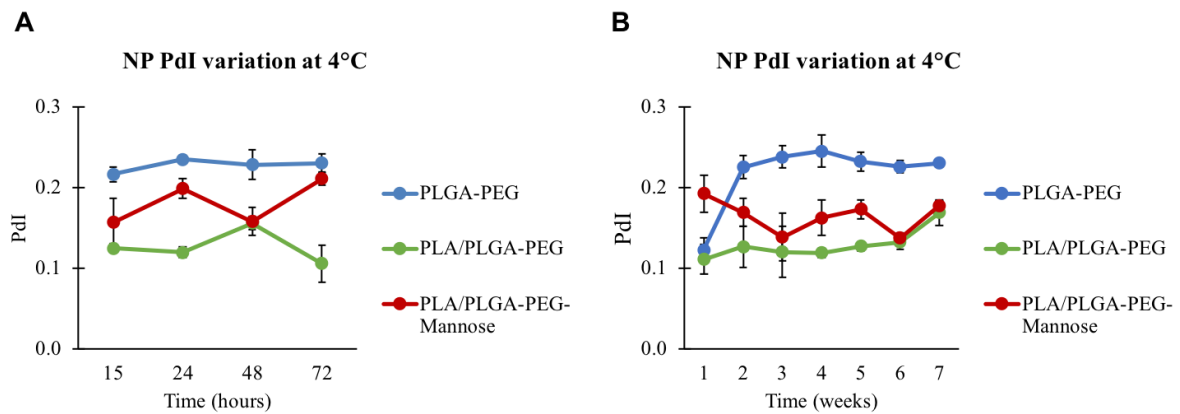 A
NP PdI variation at 4°C
0.3
0.2
0.1
0.0
PdI
15 24 48 72
Time (hours)
PLGA-PEG
PLA/PLGA-PEG
PLA/PLGA-PEG-
Mannose
B
NP PdI variation at 4°C
0.3
0.2
0.1
0.0
PdI
1 2 3 4 5 6 7
Time (weeks)
PLGA-PEG
PLA/PLGA-PEG
PLA/PLGA-PEG-
Mannose